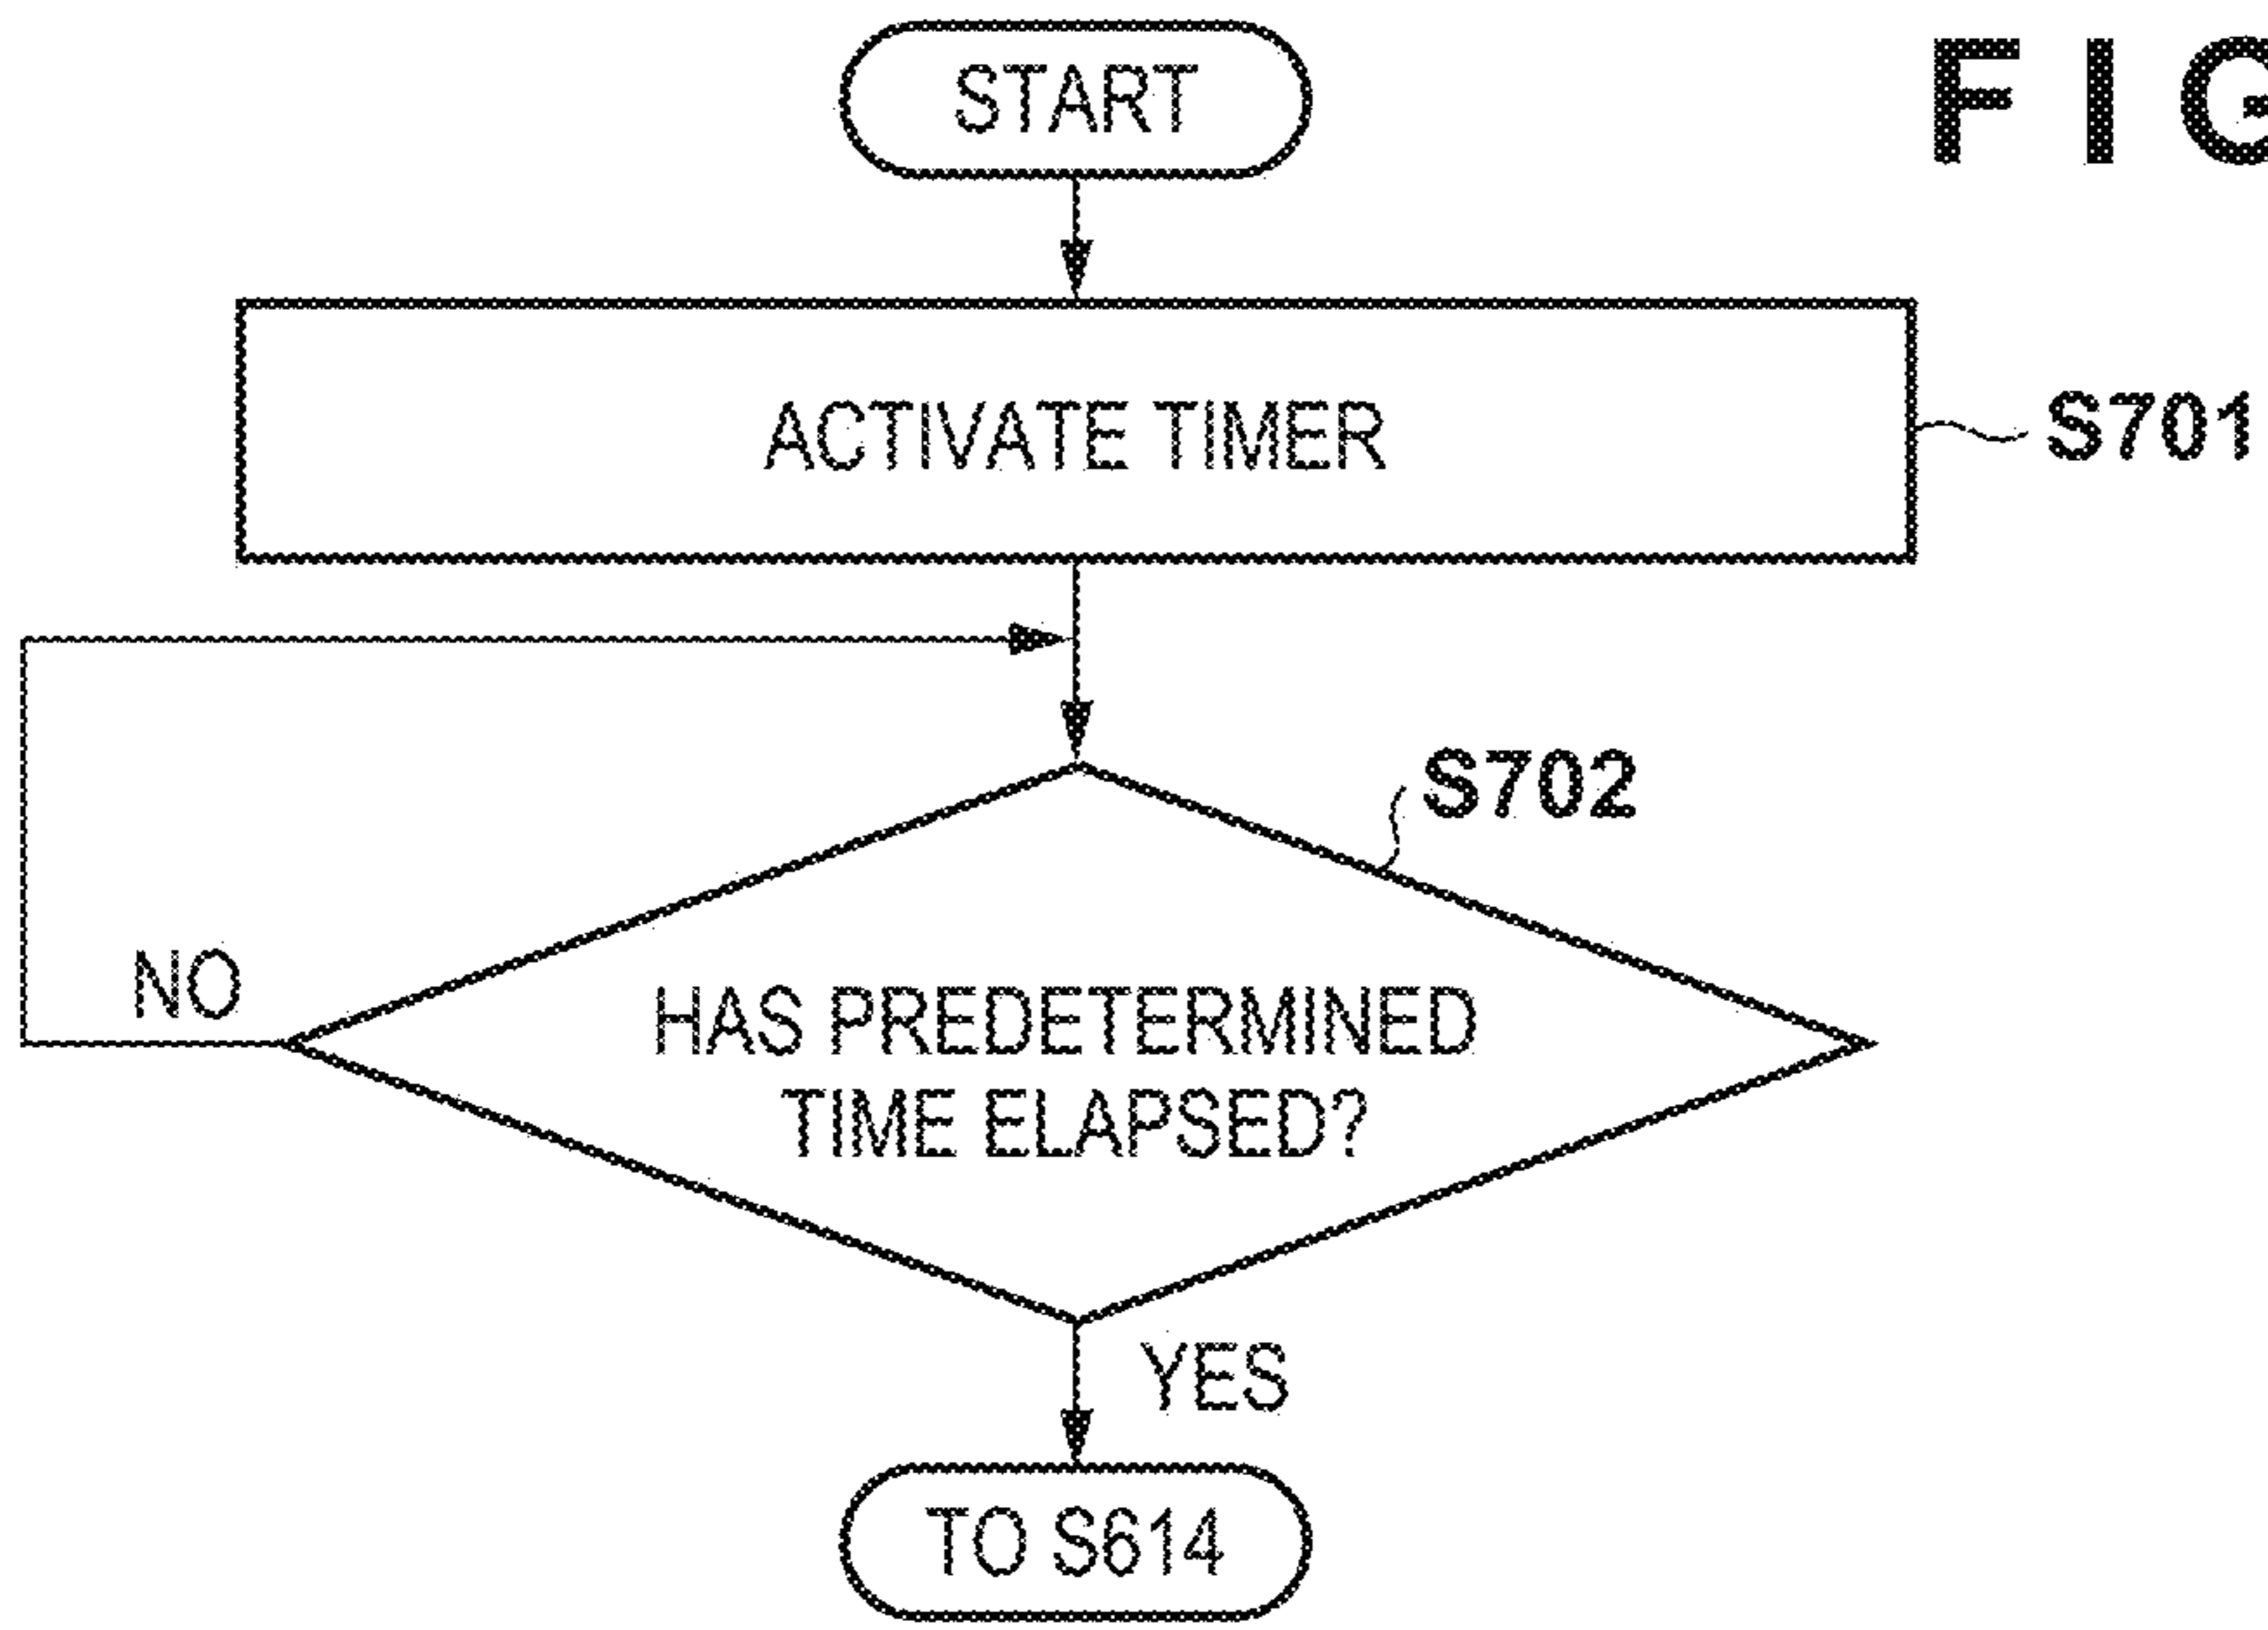 START
FIG
ACTIVATE TIMER
S701
S702
NO
HAS PREDETERMINED
TIME ELAPSED?
YES
TO S614